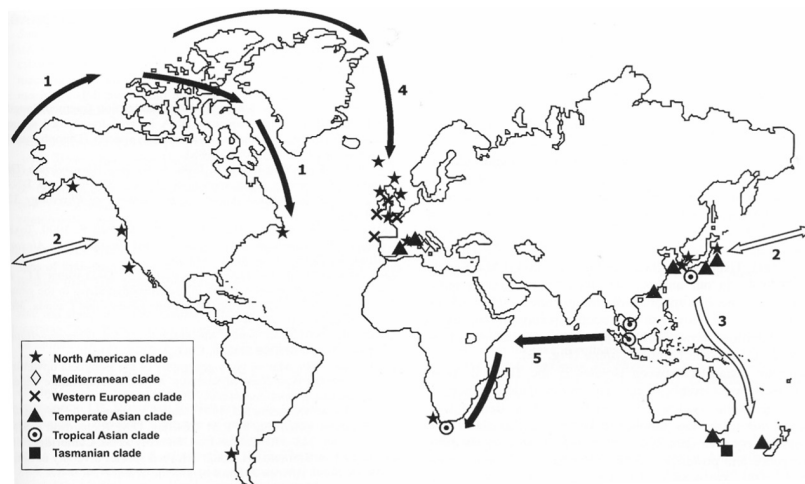 1
4
1
2
2
3
5
North American clade
Mediterranean clade
Western European clade
Temperate Asian clade
Tropical Asian clade
Tasmanian clade